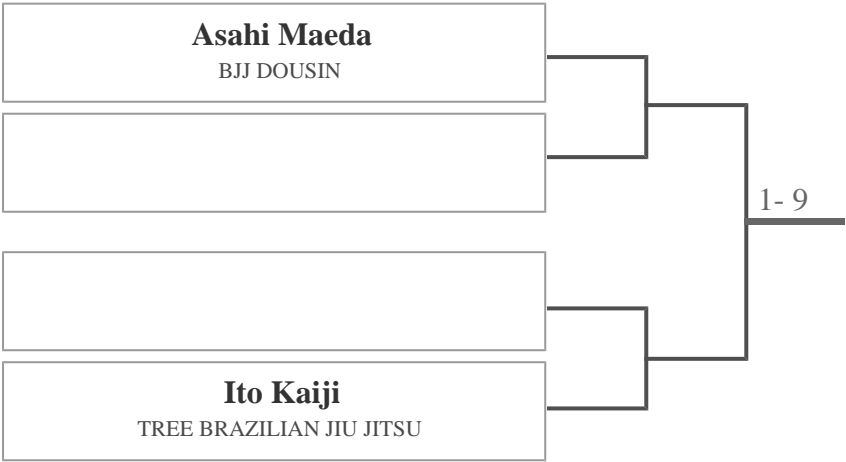 Asahi Maeda
BJJ DOUSIN
1- 9
Ito Kaiji
TREE BRAZILIAN JIU JITSU